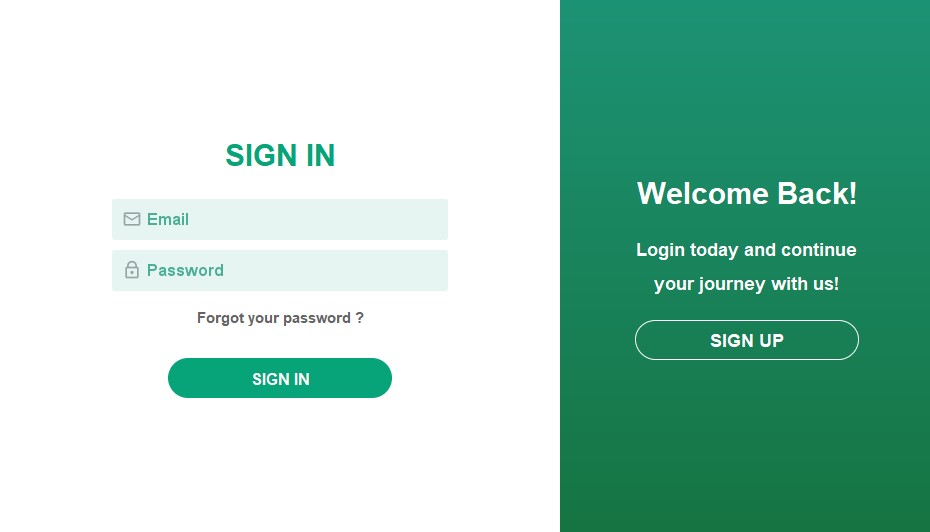 SIGN IN
Email
Password
Forgot your password ?
SIGN IN
Welcome Back!
Login today and continue
your journey with us!
SIGN UP